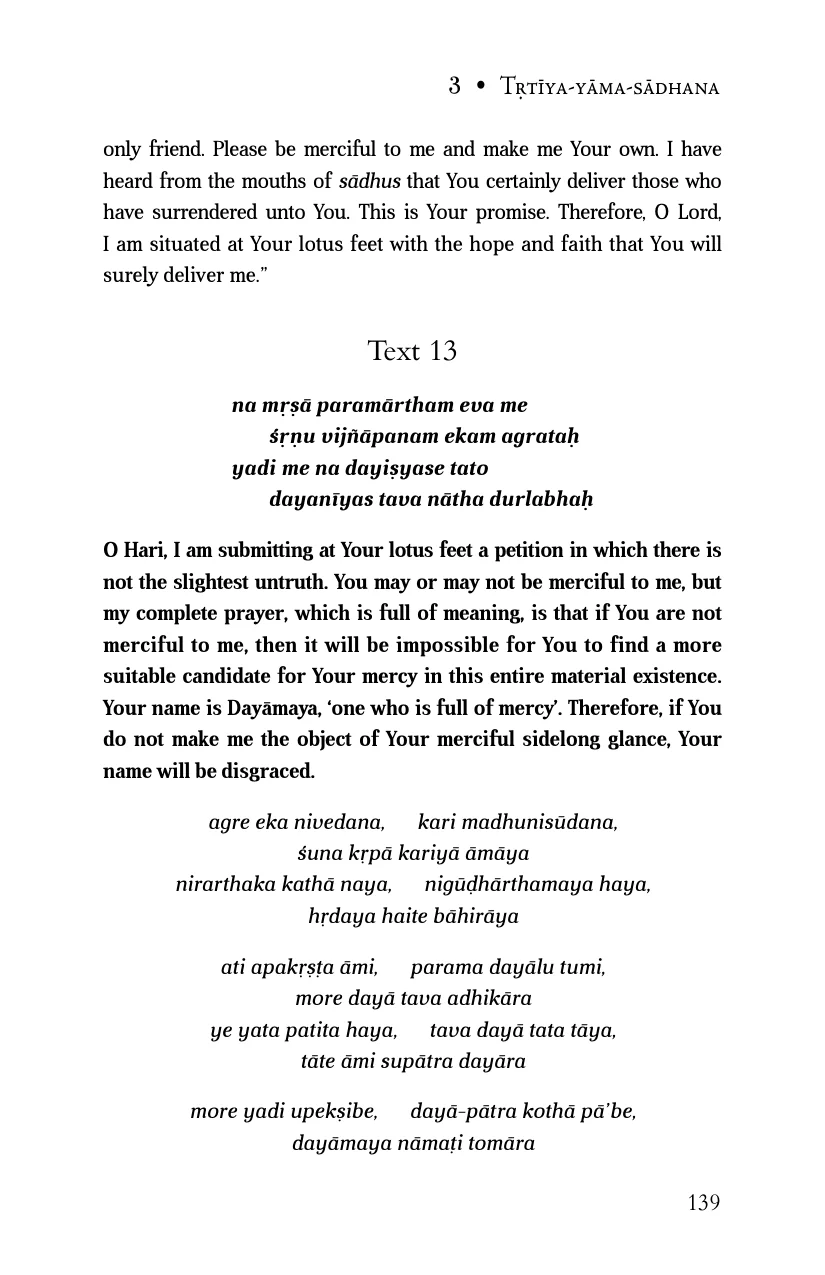 3 • Tṛtīya-yāma-sādhana
only friend. Please be merciful to me and make me Your own. I have
heard from the mouths of sādhus that You certainly deliver those who
have surrendered unto You. This is Your promise. Therefore, O Lord,
I am situated at Your lotus feet with the hope and faith that You will
surely deliver me.”
Text 13
na mṛṣā paramārtham eva me
śṛṇu vijñāpanam ekam agrataḥ
yadi me na dayiṣyase tato
dayanīyas tava nātha durlabhaḥ
O Hari, I am submitting at Your lotus feet a petition in which there is
not the slightest untruth. You may or may not be merciful to me, but
my complete prayer, which is full of meaning, is that if You are not
merciful to me, then it will be impossible for You to find a more
suitable candidate for Your mercy in this entire material existence.
Your name is Dayāmaya, ‘one who is full of mercy’. Therefore, if You
do not make me the object of Your merciful sidelong glance, Your
name will be disgraced.
agre eka nivedana, kari madhunisūdana,
śuna kṛpā kariyā āmāya
nirarthaka kathā naya, nigūḍhārthamaya haya,
hṛdaya haite bāhirāya
ati apakṛṣṭa āmi, parama dayālu tumi,
more dayā tava adhikāra
ye yata patita haya, tava dayā tata tāya,
tāte āmi supātra dayāra
more yadi upekṣibe, dayā-pātra kothā pā’be,
dayāmaya nāmaṭi tomāra
139